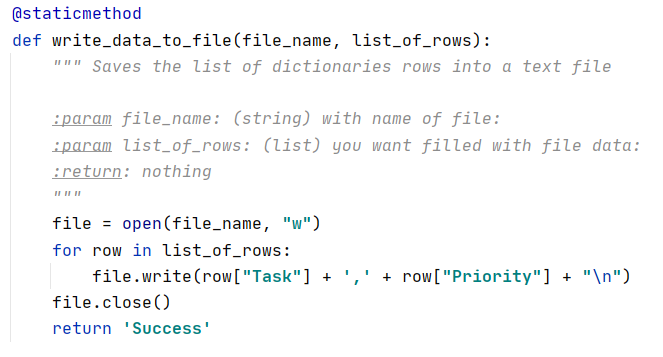 @staticmethod
def write_data_to_file(file_name, list_of_rows):
    """ Saves the list of dictionaries rows into a text file

    :param file_name: (string) with name of file:
    :param list_of_rows: (list) you want filled with file data:
    :return: nothing
    """
    file = open(file_name, "w")
    for row in list_of_rows:
        file.write(row["Task"] + ',' + row["Priority"] + "\n")
    file.close()
    return 'Success'